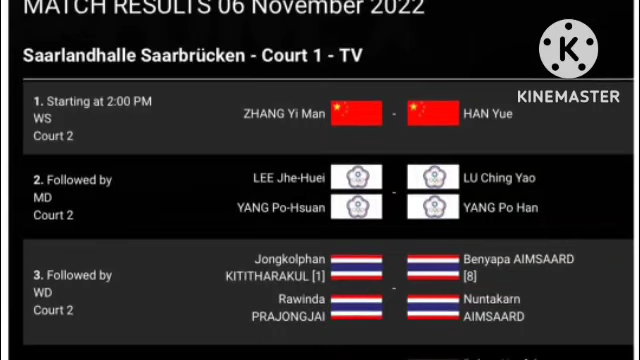 MATCH RESULTS 06 November 2022
Saarlandhalle Saarbrücken - Court 1 - TV
K
KINEMASTER
1. Starting at 2:00 PM
WS
Court 2
ZHANG Yi Man
-
HAN Yue
2. Followed by
MD
Court 2
LEE Jhe-Huei
YANG Po-Hsuan
-
LU Ching Yao
YANG Po Han
3. Followed by
WD
Court 2
Jongkolphan
KITITHARAKUL [1]
Rawinda
PRAJONGJAI
-
Benyapa AIMSAARD
[8]
Nuntakarn
AIMSAARD